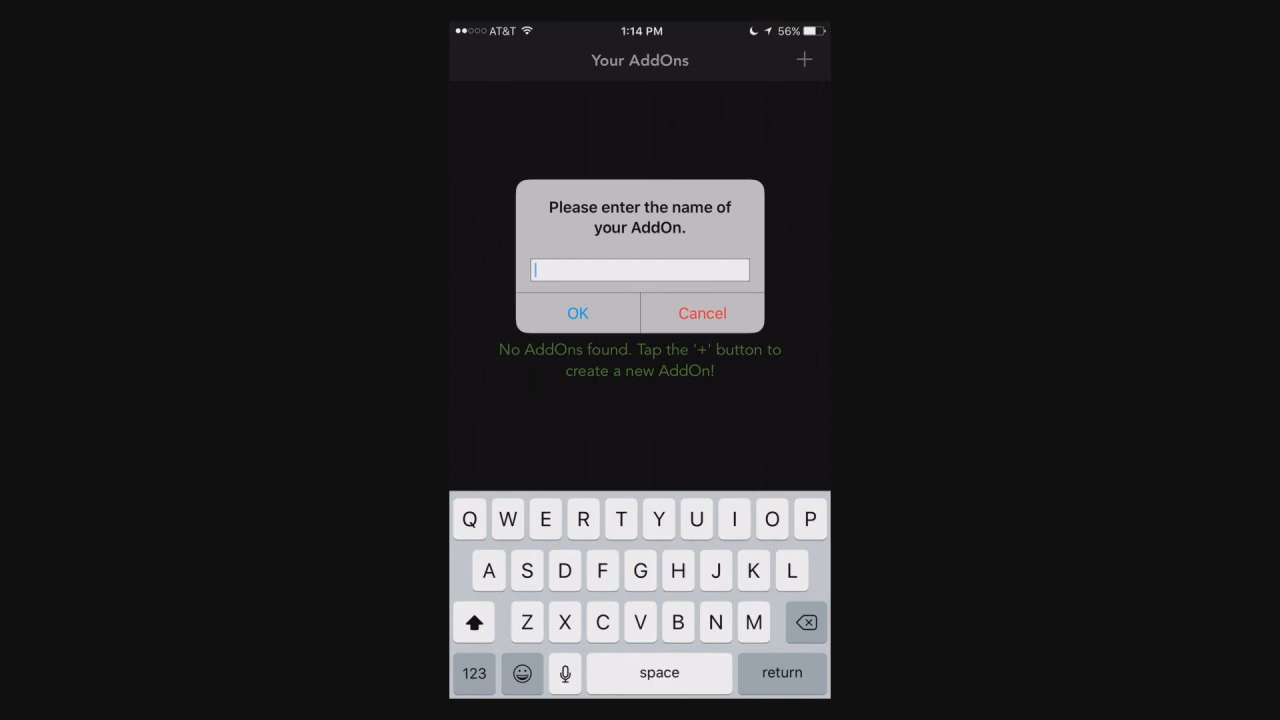 AT&T 1:14 PM 56%
Your AddOns +
Please enter the name of
your AddOn.
OK Cancel
No AddOns found. Tap the '+' button to
create a new AddOn!
Q W E R T Y U I O P
A S D F G H J K L
Z X C V B N M
123 space return